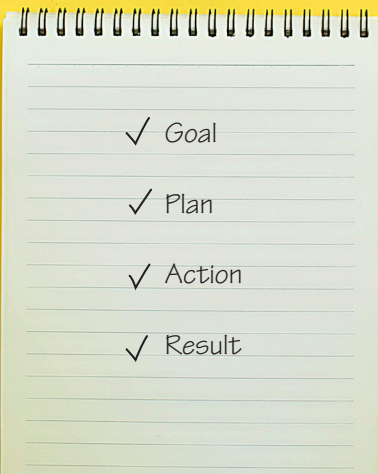 ✓ Goal
✓ Plan
✓ Action
✓ Result